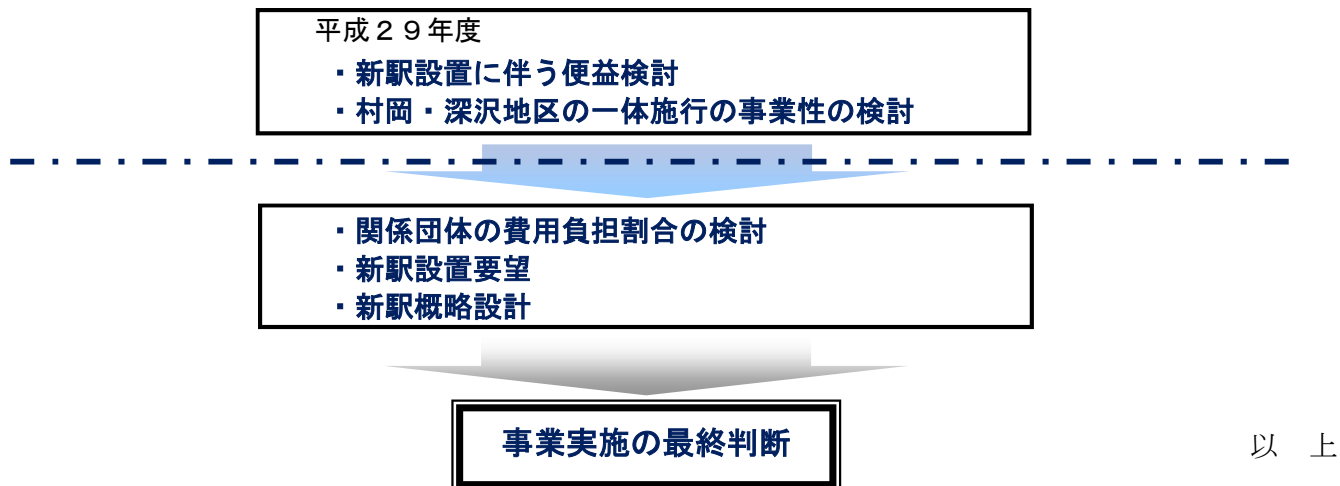 平成２９年度
・新駅設置に伴う便益検討
・村岡・深沢地区の一体施行の事業性の検討
・関係団体の費用負担割合の検討
・新駅設置要望
・新駅概略設計
事業実施の最終判断
以　上